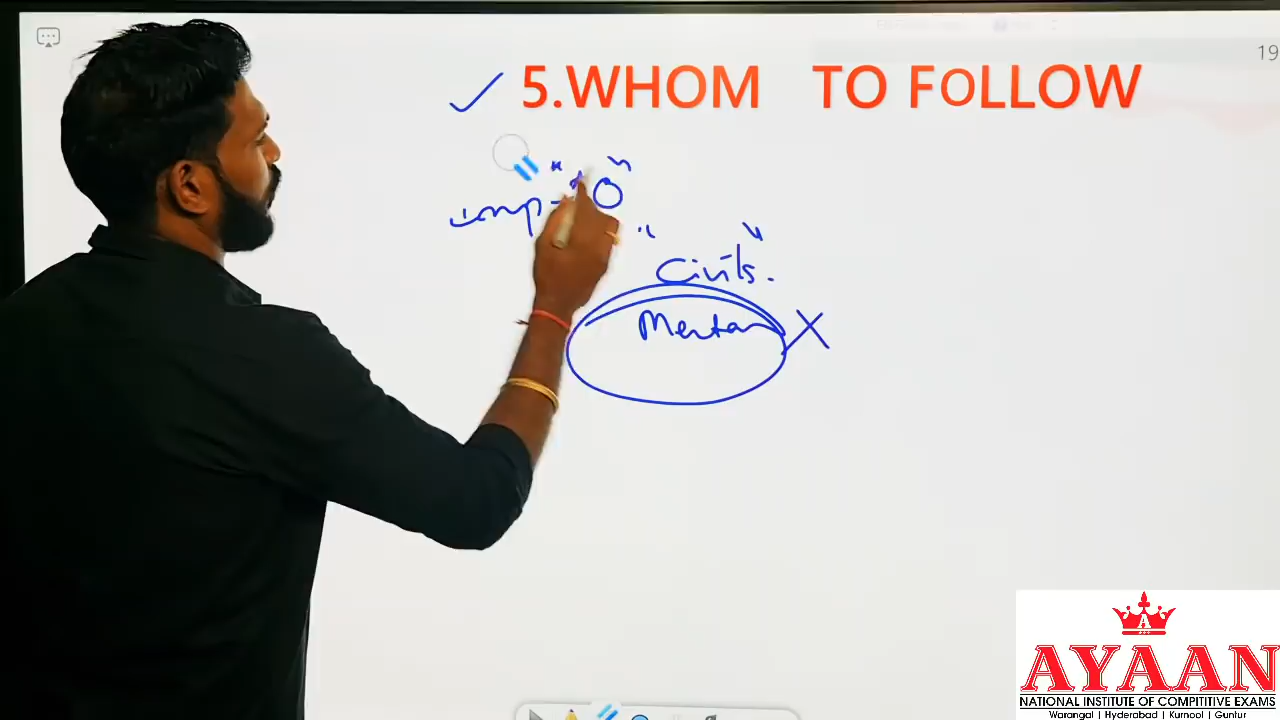 19
5.WHOM TO FOLLOW
imp-
"Civils".
Mentor X
A
AYAAN
NATIONAL INSTITUTE OF COMPITITIVE EXAMS
Warangal | Hyderabad | Kurnool | Guntur